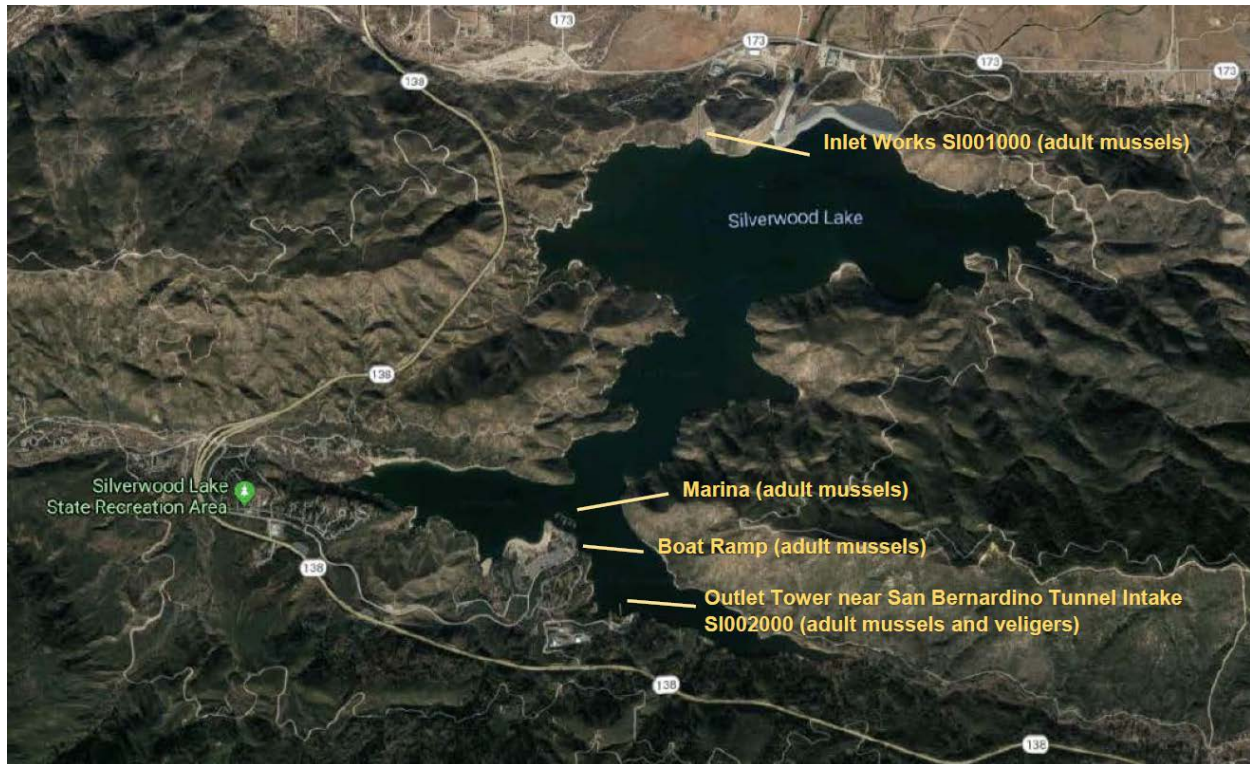 173
138
173
173
173
Inlet Works SI001000 (adult mussels)
Silverwood Lake
138
Silverwood Lake
State Recreation Area
Marina (adult mussels)
Boat Ramp (adult mussels)
138
Outlet Tower near San Bernardino Tunnel Intake
SI002000 (adult mussels and veligers)
138
138